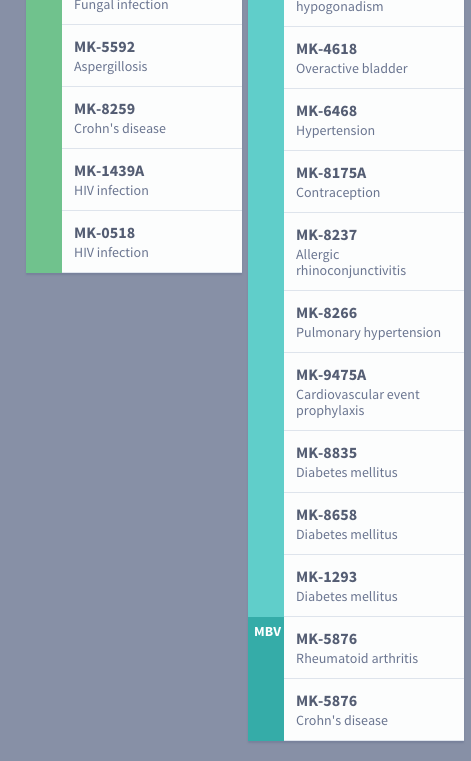 Fungal infection
MK-5592
Aspergillosis
MK-8259
Crohn's disease
MK-1439A
HIV infection
MK-0518
HIV infection
hypogonadism
MK-4618
Overactive bladder
MK-6468
Hypertension
MK-8175A
Contraception
MK-8237
Allergic
rhinoconjunctivitis
MK-8266
Pulmonary hypertension
MK-9475A
Cardiovascular event
prophylaxis
MK-8835
Diabetes mellitus
MK-8658
Diabetes mellitus
MK-1293
Diabetes mellitus
MBV
MK-5876
Rheumatoid arthritis
MK-5876
Crohn's disease